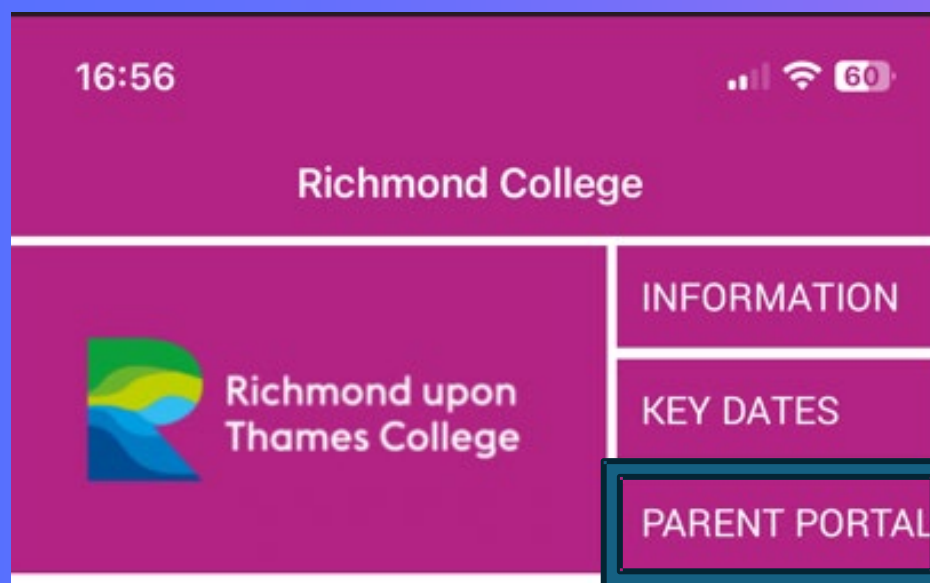 16:56
60
Richmond College
INFORMATION
Richmond upon
Thames College
KEY DATES
PARENT PORTAL